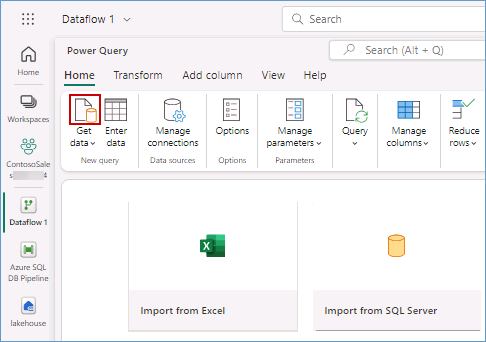 Dataflow 1
Search
Power Query
Search (Alt + Q)
Home
Home
Transform
Add column
View
Help
Workspaces
Get data
Enter data
Manage connections
Options
Manage parameters
Query
Manage columns
Reduce rows
New query
Data sources
Options
Parameters
ContosoSale
s 4
Dataflow 1
Azure SQL
DB Pipeline
lakehouse
Import from Excel
Import from SQL Server